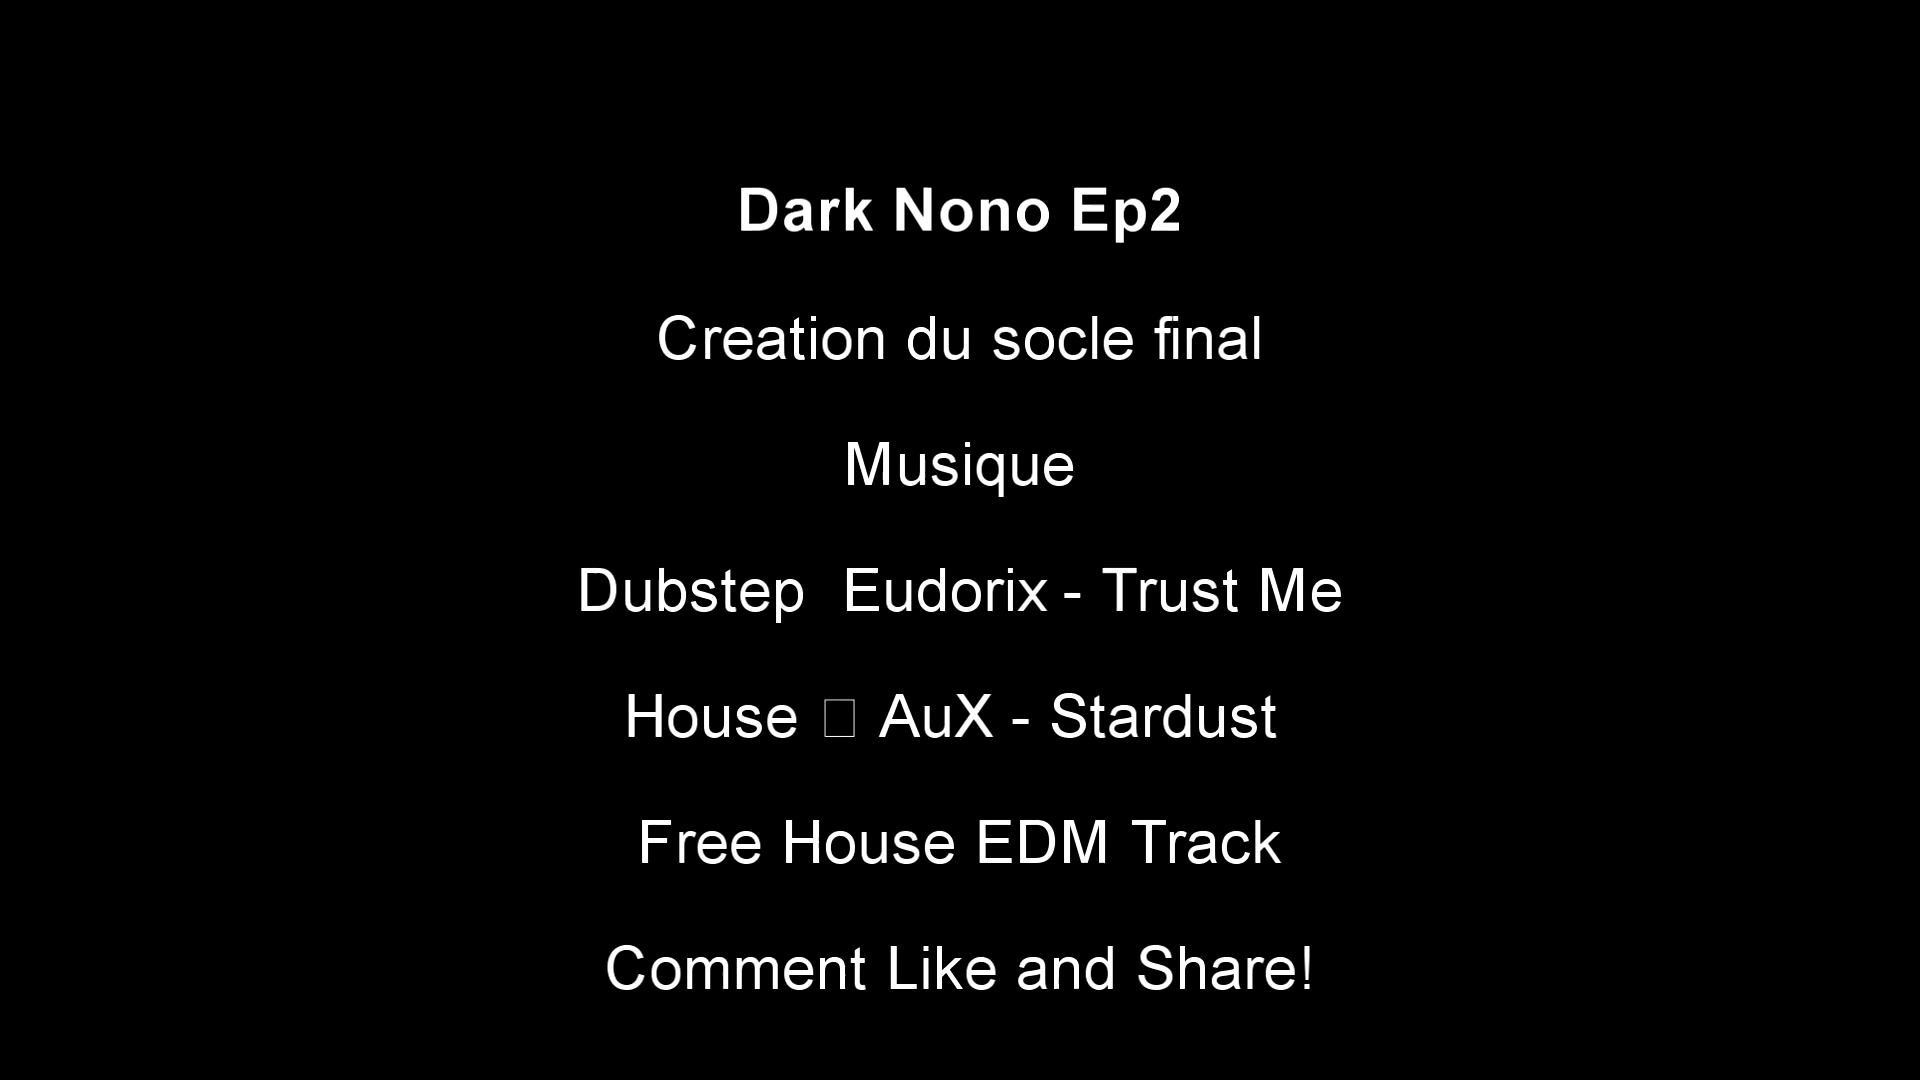 Dark Nono Ep2
Creation du socle final
Musique
Dubstep  Eudorix - Trust Me
House □ AuX - Stardust
Free House EDM Track
Comment Like and Share!